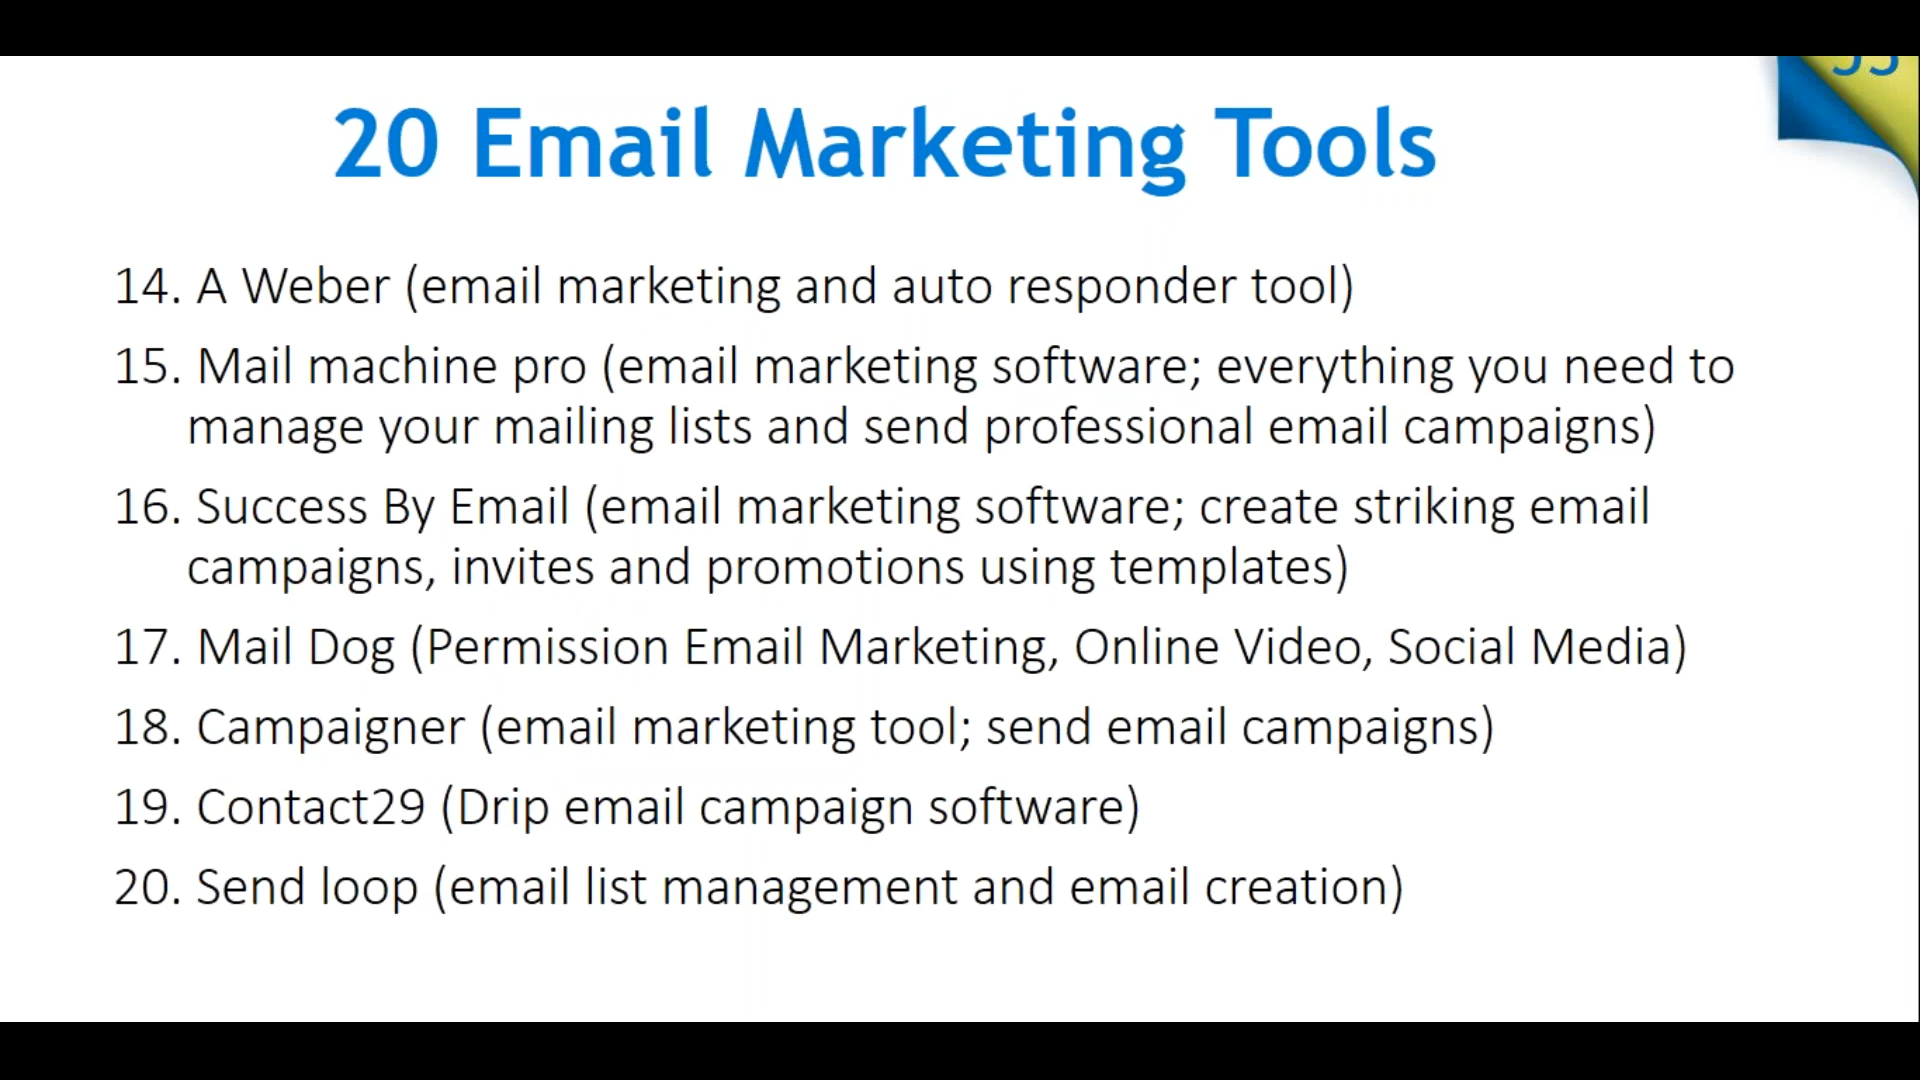 20 Email Marketing Tools
14. A Weber (email marketing and auto responder tool)
15. Mail machine pro (email marketing software; everything you need to
manage your mailing lists and send professional email campaigns)
16. Success By Email (email marketing software; create striking email
campaigns, invites and promotions using templates)
17. Mail Dog (Permission Email Marketing, Online Video, Social Media)
18. Campaigner (email marketing tool; send email campaigns)
19. Contact29 (Drip email campaign software)
20. Send loop (email list management and email creation)